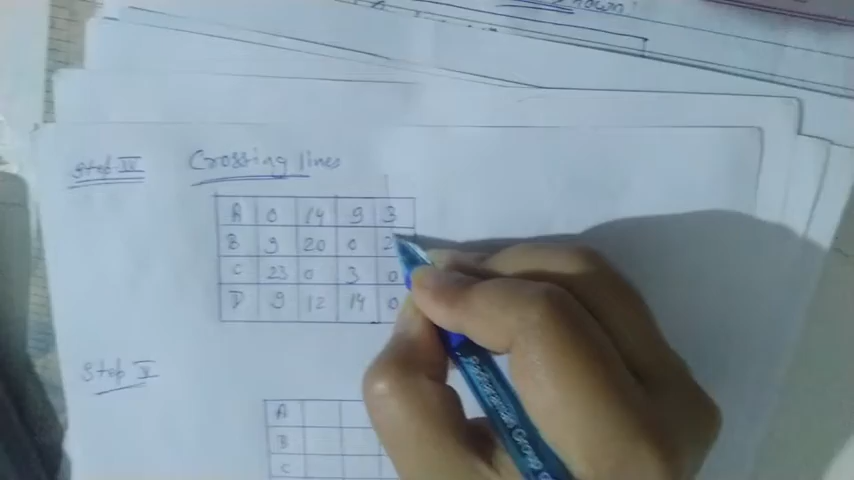 Step IV
Crossing lines
A 0 14 9 3
B 9 20 0 2
C 23 0 3 0
D 9 12 14 0
Step V
A
B
C